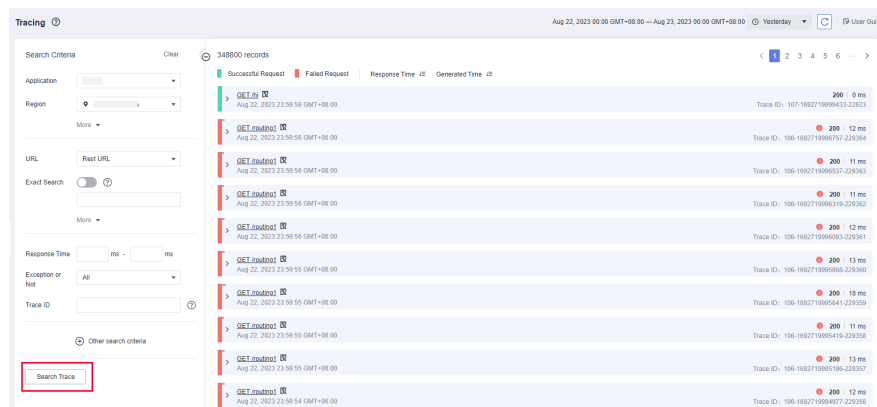 Tracing
Aug 22, 2023 00:00 GMT+08:00 — Aug 23, 2023 00:00 GMT+08:00 Yesterday User Gui
Search Criteria Clear
Application
Region
More
URL Rest URL
Exact Search
More
Response Time ms - ms
Exception or Not All
Trace ID
Other search criteria
Search Trace
348800 records
1 2 3 4 5 6 ...
Successful Request Failed Request Response Time Generated Time
GET /hi 200 0 ms
Aug 22, 2023 23:59:59 GMT+08:00 Trace ID: 107-1692719999433-22923
GET /routing1 200 12 ms
Aug 22, 2023 23:59:56 GMT+08:00 Trace ID: 106-1692719996757-229364
GET /routing1 200 11 ms
Aug 22, 2023 23:59:56 GMT+08:00 Trace ID: 106-1692719996537-229363
GET /routing1 200 11 ms
Aug 22, 2023 23:59:56 GMT+08:00 Trace ID: 106-1692719996319-229362
GET /routing1 200 12 ms
Aug 22, 2023 23:59:56 GMT+08:00 Trace ID: 106-1692719996093-229361
GET /routing1 200 13 ms
Aug 22, 2023 23:59:55 GMT+08:00 Trace ID: 106-1692719995868-229360
GET /routing1 200 18 ms
Aug 22, 2023 23:59:55 GMT+08:00 Trace ID: 106-1692719995641-229359
GET /routing1 200 11 ms
Aug 22, 2023 23:59:55 GMT+08:00 Trace ID: 106-1692719995419-229358
GET /routing1 200 13 ms
Aug 22, 2023 23:59:55 GMT+08:00 Trace ID: 106-1692719995196-229357
GET /routing1 200 12 ms
Aug 22, 2023 23:59:54 GMT+08:00 Trace ID: 106-1692719994977-229356